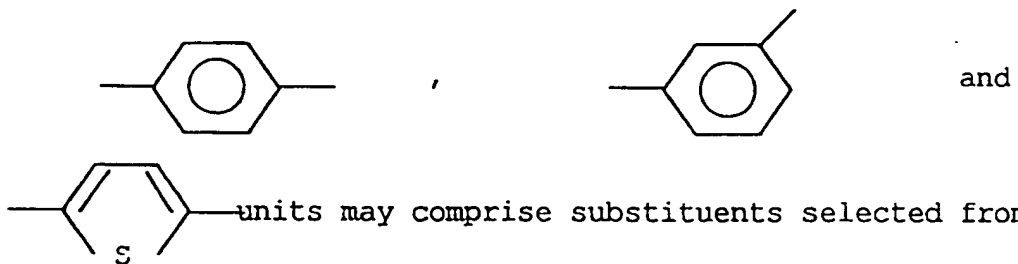 , and
S units may comprise substituents selected from